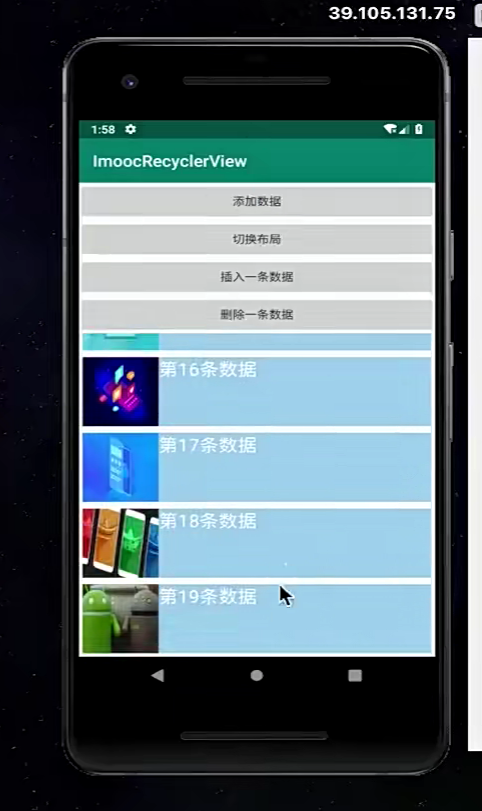 39.105.131.75
1:58
ImoocRecyclerView
添加数据
切换布局
插入一条数据
删除一条数据
第16条数据
第17条数据
第18条数据
第19条数据